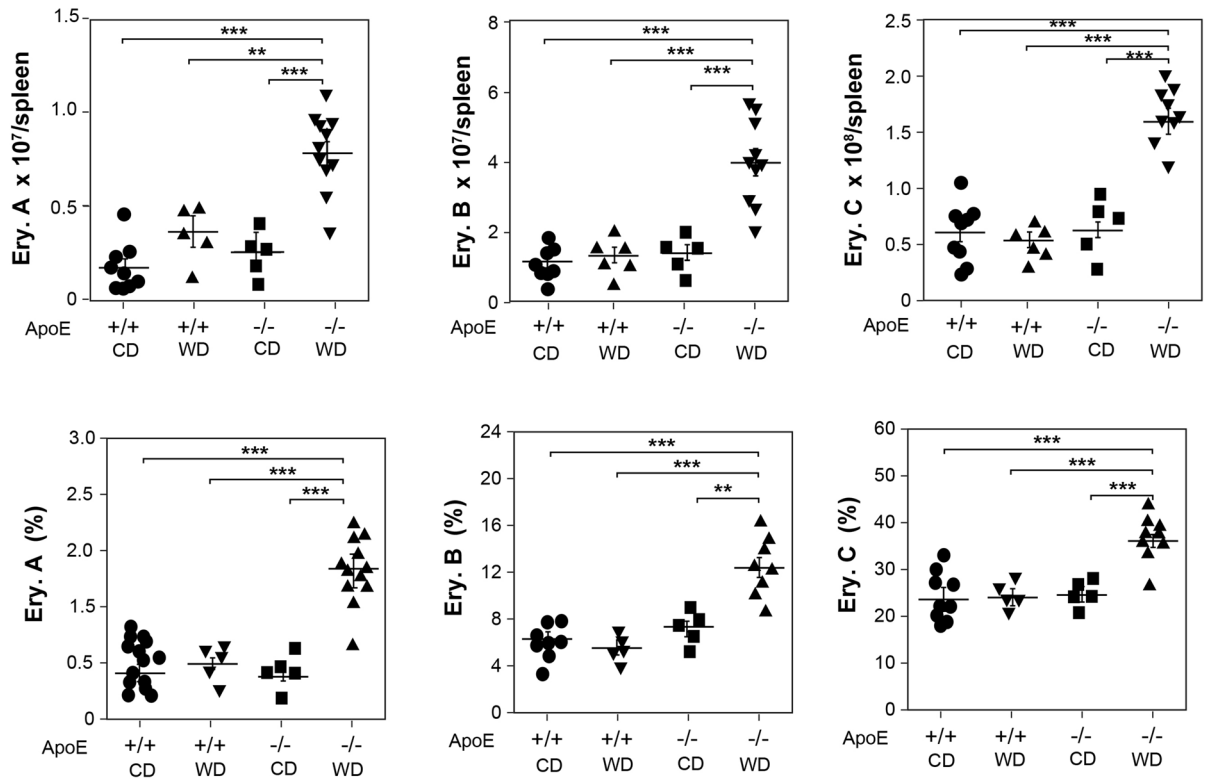 Ery. A x 10⁷/spleen
1.5
1.0
0.5
0
***
**
***
ApoE +/+ +/+ -/- -/-
CD WD CD WD
Ery. B x 10⁷/spleen
8
6
4
2
0
***
***
***
ApoE +/+ +/+ -/- -/-
CD WD CD WD
Ery. C x 10⁸/spleen
2.5
2.0
1.5
1.0
0.5
0
***
***
***
ApoE +/+ +/+ -/- -/-
CD WD CD WD
Ery. A (%)
3.0
2.5
2.0
1.5
0.5
0
***
***
***
ApoE +/+ +/+ -/- -/-
CD WD CD WD
Ery. B (%)
24
20
16
12
8
4
0
***
***
**
ApoE +/+ +/+ -/- -/-
CD WD CD WD
Ery. C (%)
60
50
40
30
20
10
0
***
***
***
ApoE +/+ +/+ -/- -/-
CD WD CD WD